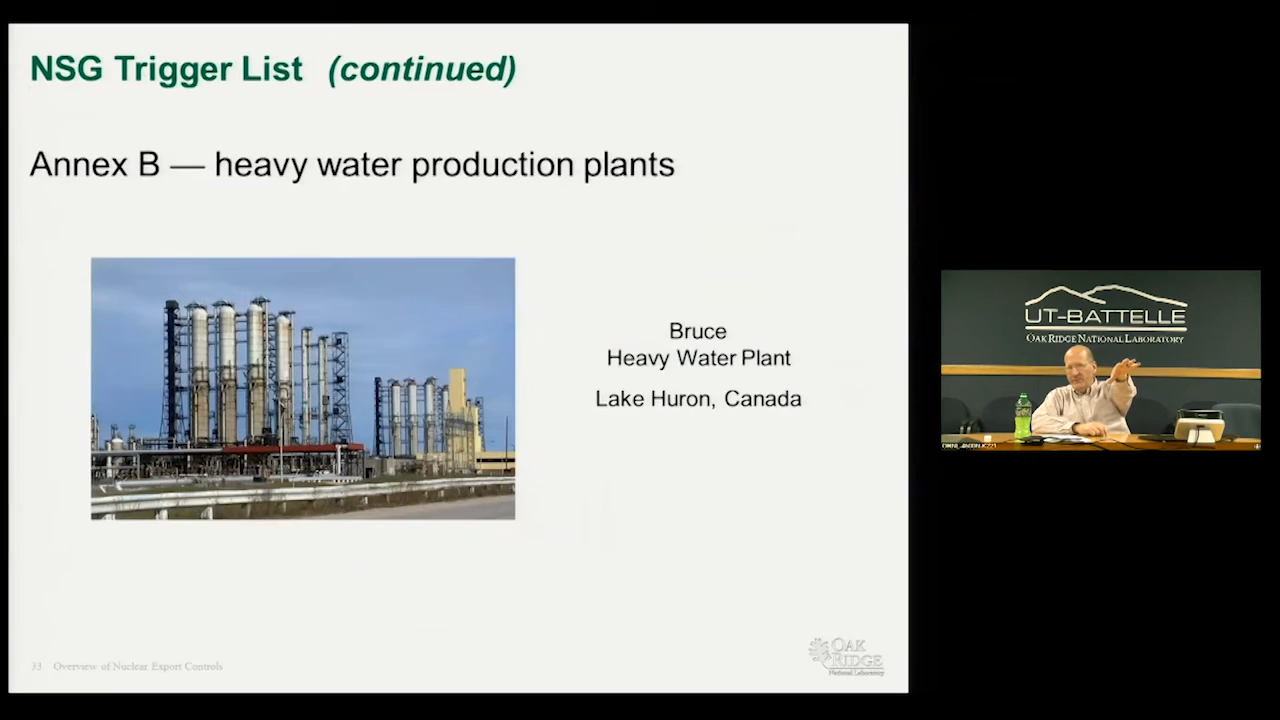 NSG Trigger List (continued)
Annex B — heavy water production plants
Bruce
Heavy Water Plant
Lake Huron, Canada
33 Overview of Nuclear Export Controls
OAK
RIDGE
National Laboratory
UT-BATTELLE
OAK RIDGE NATIONAL LABORATORY